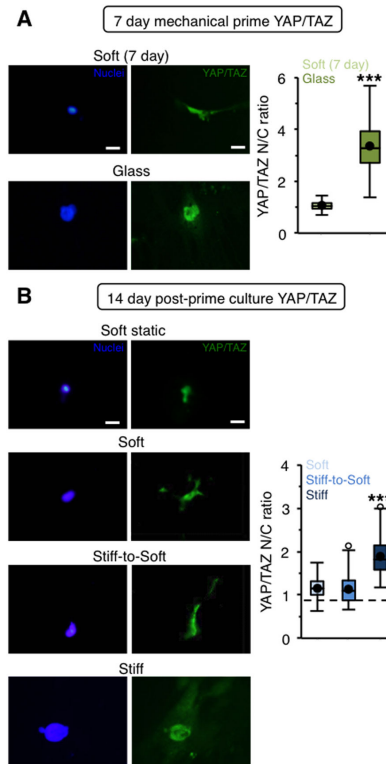 A
7 day mechanical prime YAP/TAZ
Soft (7 day)
Nuclei
YAP/TAZ
Glass
Soft (7 day)
Glass
***
YAP/TAZ N/C ratio
6
4
2
0
B
14 day post-prime culture YAP/TAZ
Soft static
Nuclei
YAP/TAZ
Soft
Stiff-to-Soft
Stiff
Soft
Stiff-to-Soft
Stiff
***
YAP/TAZ N/C ratio
4
3
2
1
0